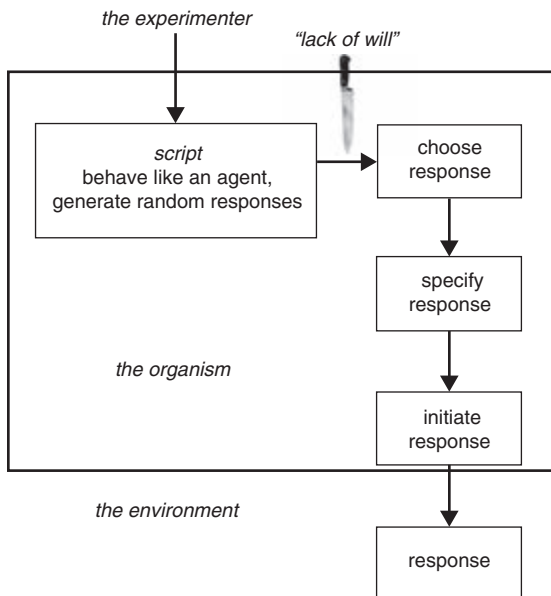 the experimenter
“lack of will”
script
behave like an agent,
generate random responses
choose
response
specify
response
the organism
initiate
response
the environment
response